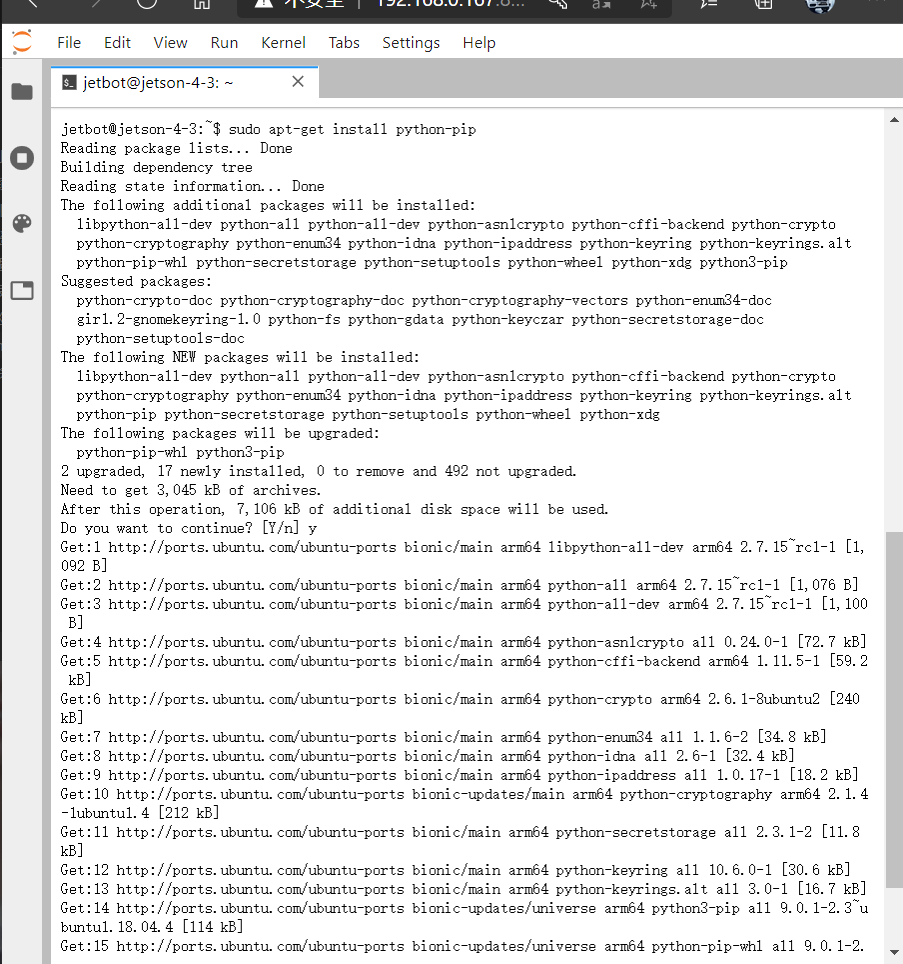 File Edit View Run Kernel Tabs Settings Help
jetbot@jetson-4-3: ~
jetbot@jetson-4-3:~$ sudo apt-get install python-pip
Reading package lists... Done
Building dependency tree
Reading state information... Done
The following additional packages will be installed:
libpython-all-dev python-all python-all-dev python-asn1crypto python-cffi-backend python-crypto
python-cryptography python-enum34 python-idna python-ipaddress python-keyring python-keyrings.alt
python-pip-whl python-secretstorage python-setuptools python-wheel python-xdg python3-pip
Suggested packages:
python-crypto-doc python-cryptography-doc python-cryptography-vectors python-enum34-doc
gir1.2-gnomekeyring-1.0 python-fs python-gdata python-keyczar python-secretstorage-doc
python-setuptools-doc
The following NEW packages will be installed:
libpython-all-dev python-all python-all-dev python-asn1crypto python-cffi-backend python-crypto
python-cryptography python-enum34 python-idna python-ipaddress python-keyring python-keyrings.alt
python-pip python-secretstorage python-setuptools python-wheel python-xdg
The following packages will be upgraded:
python-pip-whl python3-pip
2 upgraded, 17 newly installed, 0 to remove and 492 not upgraded.
Need to get 3,045 kB of archives.
After this operation, 7,106 kB of additional disk space will be used.
Do you want to continue? [Y/n] y
Get:1 http://ports.ubuntu.com/ubuntu-ports bionic/main arm64 libpython-all-dev arm64 2.7.15~rc1-1 [1,
092 B]
Get:2 http://ports.ubuntu.com/ubuntu-ports bionic/main arm64 python-all arm64 2.7.15~rc1-1 [1,076 B]
Get:3 http://ports.ubuntu.com/ubuntu-ports bionic/main arm64 python-all-dev arm64 2.7.15~rc1-1 [1,100
B]
Get:4 http://ports.ubuntu.com/ubuntu-ports bionic/main arm64 python-asn1crypto all 0.24.0-1 [72.7 kB]
Get:5 http://ports.ubuntu.com/ubuntu-ports bionic/main arm64 python-cffi-backend arm64 1.11.5-1 [59.2
kB]
Get:6 http://ports.ubuntu.com/ubuntu-ports bionic/main arm64 python-crypto arm64 2.6.1-8ubuntu2 [240
kB]
Get:7 http://ports.ubuntu.com/ubuntu-ports bionic/main arm64 python-enum34 all 1.1.6-2 [34.8 kB]
Get:8 http://ports.ubuntu.com/ubuntu-ports bionic/main arm64 python-idna all 2.6-1 [32.4 kB]
Get:9 http://ports.ubuntu.com/ubuntu-ports bionic/main arm64 python-ipaddress all 1.0.17-1 [18.2 kB]
Get:10 http://ports.ubuntu.com/ubuntu-ports bionic-updates/main arm64 python-cryptography arm64 2.1.4
-1ubuntu1.4 [212 kB]
Get:11 http://ports.ubuntu.com/ubuntu-ports bionic/main arm64 python-secretstorage all 2.3.1-2 [11.8
kB]
Get:12 http://ports.ubuntu.com/ubuntu-ports bionic/main arm64 python-keyring all 10.6.0-1 [30.6 kB]
Get:13 http://ports.ubuntu.com/ubuntu-ports bionic/main arm64 python-keyrings.alt all 3.0-1 [16.7 kB]
Get:14 http://ports.ubuntu.com/ubuntu-ports bionic-updates/universe arm64 python3-pip all 9.0.1-2.3~u
buntu1.18.04.4 [114 kB]
Get:15 http://ports.ubuntu.com/ubuntu-ports bionic-updates/universe arm64 python-pip-whl all 9.0.1-2.